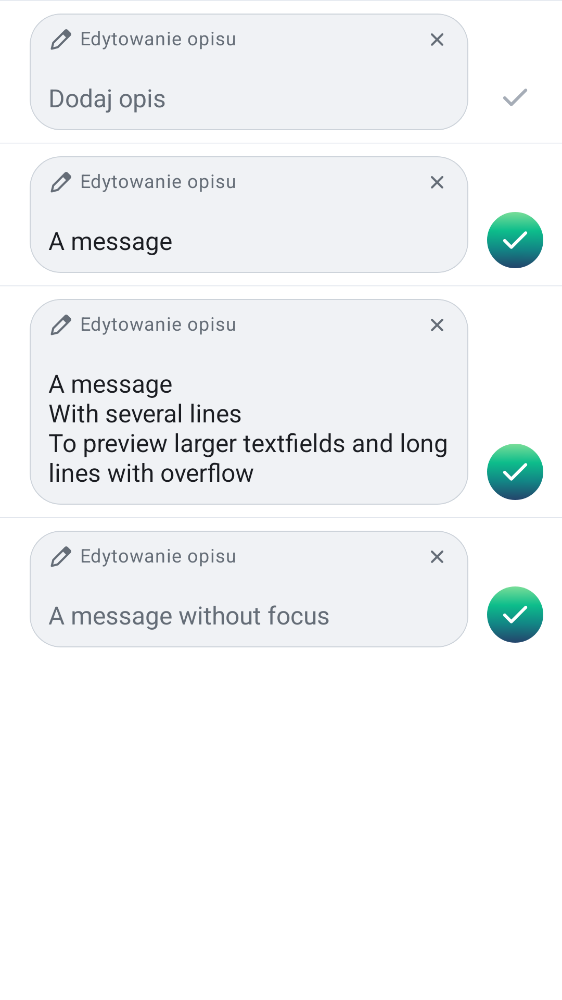 Edytowanie opisu
Dodaj opis
Edytowanie opisu
A message
Edytowanie opisu
A message
With several lines
To preview larger textfields and long
lines with overflow
Edytowanie opisu
A message without focus